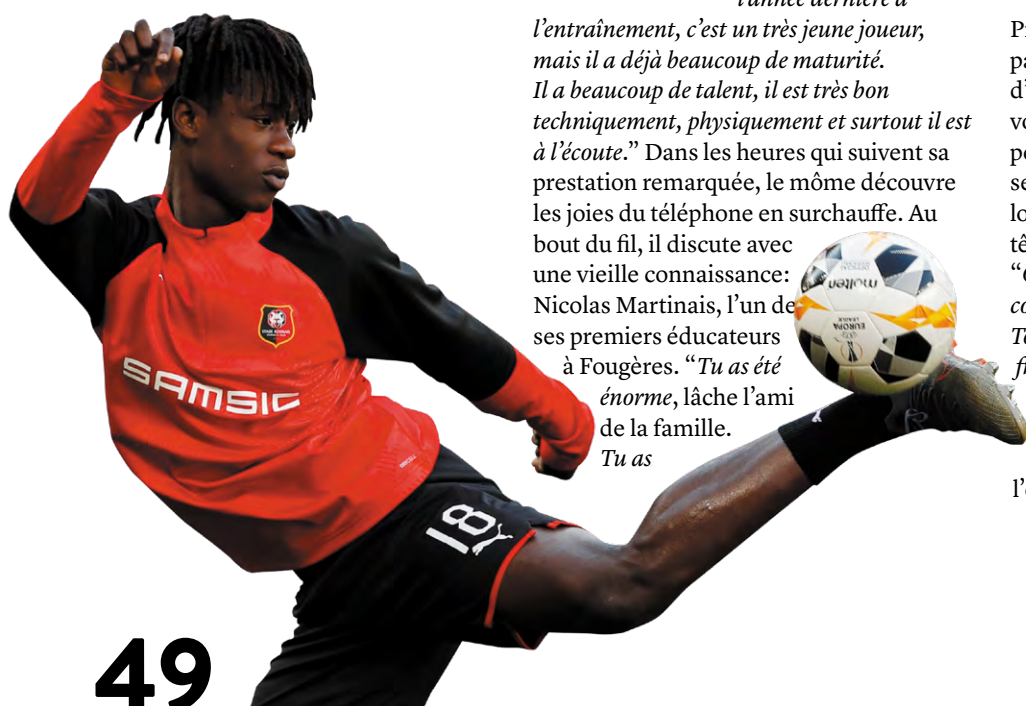 l'année dernière à
l'entraînement, c'est un très jeune joueur,
mais il a déjà beaucoup de maturité.
Il a beaucoup de talent, il est très bon
techniquement, physiquement et surtout il est
à l'écoute.” Dans les heures qui suivent sa
prestation remarquée, le môme découvre
les joies du téléphone en surchauffe. Au
bout du fil, il discute avec
une vieille connaissance:
Nicolas Martinais, l'un de
ses premiers éducateurs
à Fougères. “Tu as été
énorme, lâche l'ami
de la famille.
Tu as
SAMSIC
18
molten
EUROPA
LEAGUE
49